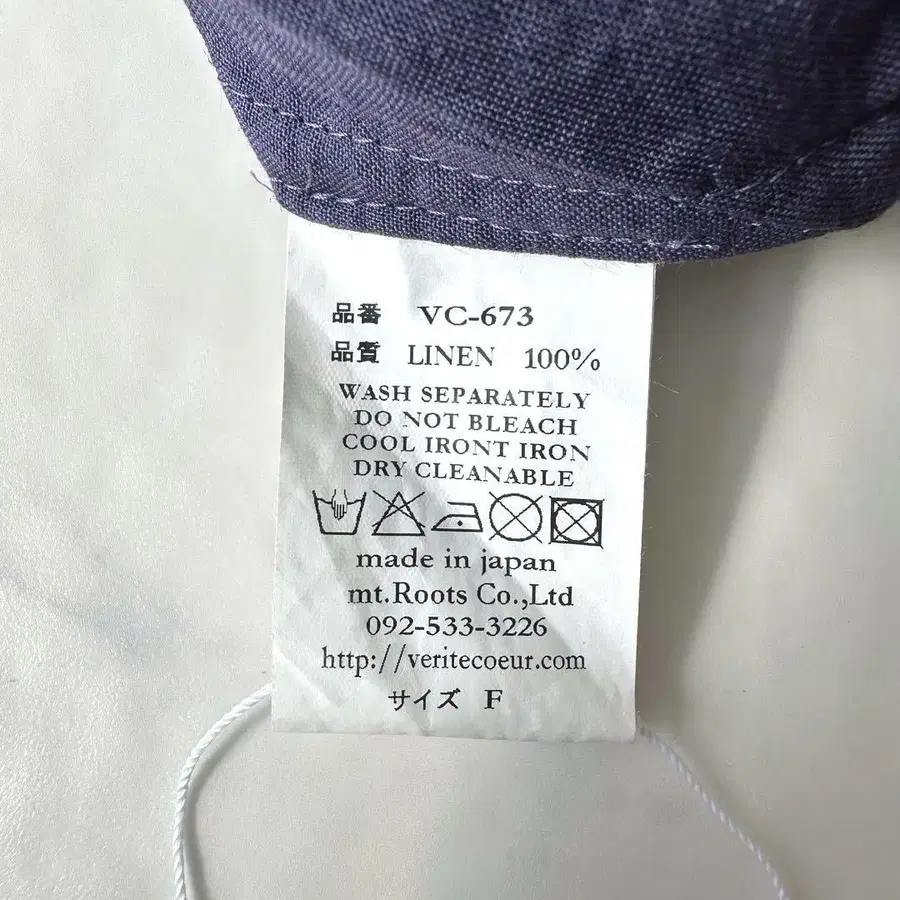 品番 VC-673
品質 LINEN 100%
WASH SEPARATELY
DO NOT BLEACH
COOL IRONT IRON
DRY CLEANABLE
made in japan
mt.Roots Co.,Ltd
092-533-3226
http://veritecoeur.com
サイズ F